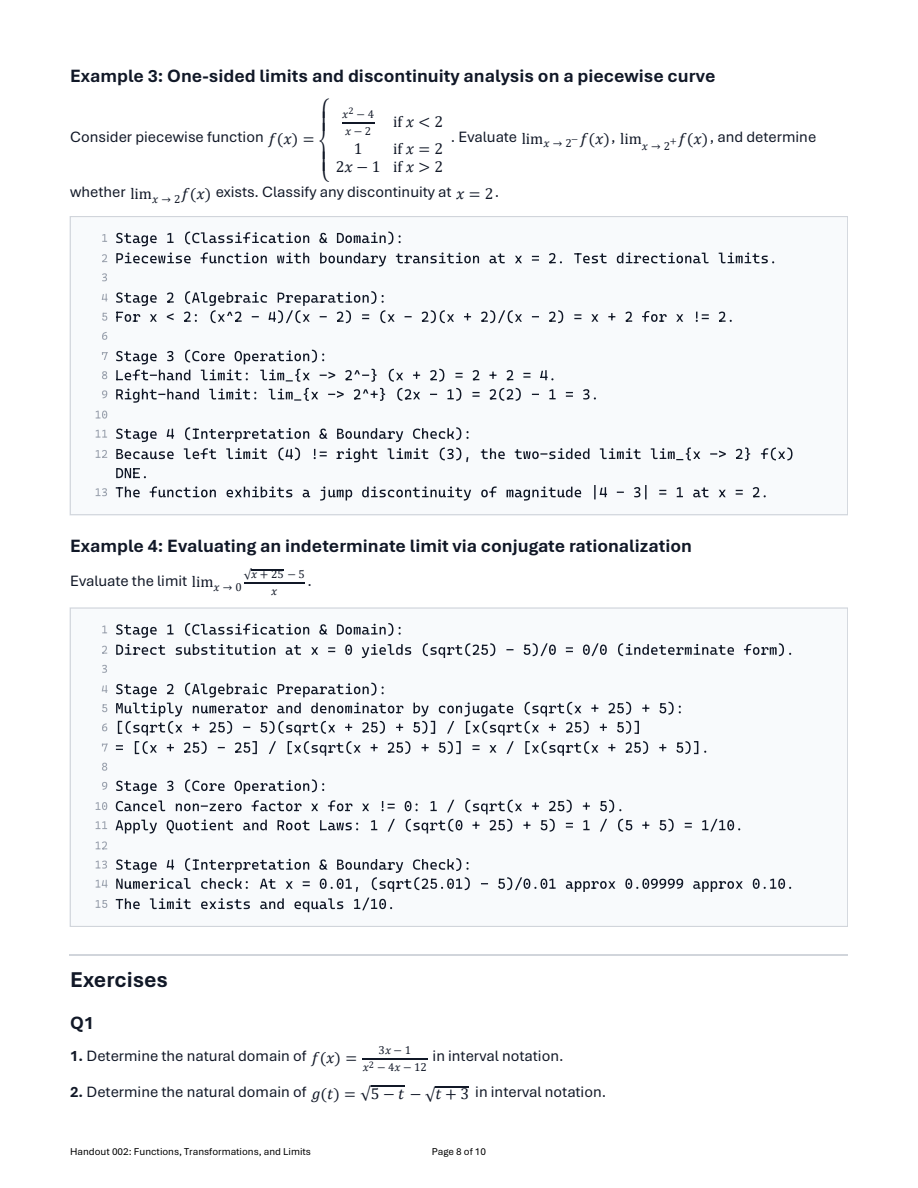 Example 3: One-sided limits and discontinuity analysis on a piecewise curve
Consider piecewise function f(x) = { (x² − 4)/(x − 2) if x < 2; 1 if x = 2; 2x − 1 if x > 2 . Evaluate lim_{x → 2⁻} f(x), lim_{x → 2⁺} f(x), and determine
whether lim_{x → 2} f(x) exists. Classify any discontinuity at x = 2.
1 Stage 1 (Classification & Domain):
2 Piecewise function with boundary transition at x = 2. Test directional limits.
3
4 Stage 2 (Algebraic Preparation):
5 For x < 2: (x^2 − 4)/(x − 2) = (x − 2)(x + 2)/(x − 2) = x + 2 for x != 2.
6
7 Stage 3 (Core Operation):
8 Left-hand limit: lim_{x -> 2^-} (x + 2) = 2 + 2 = 4.
9 Right-hand limit: lim_{x -> 2^+} (2x − 1) = 2(2) − 1 = 3.
10
11 Stage 4 (Interpretation & Boundary Check):
12 Because left limit (4) != right limit (3), the two-sided limit lim_{x -> 2} f(x)
DNE.
13 The function exhibits a jump discontinuity of magnitude |4 − 3| = 1 at x = 2.
Example 4: Evaluating an indeterminate limit via conjugate rationalization
Evaluate the limit lim_{x → 0} (√(x + 25) − 5)/x.
1 Stage 1 (Classification & Domain):
2 Direct substitution at x = 0 yields (sqrt(25) − 5)/0 = 0/0 (indeterminate form).
3
4 Stage 2 (Algebraic Preparation):
5 Multiply numerator and denominator by conjugate (sqrt(x + 25) + 5):
6 [(sqrt(x + 25) − 5)(sqrt(x + 25) + 5)] / [x(sqrt(x + 25) + 5)]
7 = [(x + 25) − 25] / [x(sqrt(x + 25) + 5)] = x / [x(sqrt(x + 25) + 5)].
8
9 Stage 3 (Core Operation):
10 Cancel non-zero factor x for x != 0: 1 / (sqrt(x + 25) + 5).
11 Apply Quotient and Root Laws: 1 / (sqrt(0 + 25) + 5) = 1 / (5 + 5) = 1/10.
12
13 Stage 4 (Interpretation & Boundary Check):
14 Numerical check: At x = 0.01, (sqrt(25.01) − 5)/0.01 approx 0.09999 approx 0.10.
15 The limit exists and equals 1/10.
Exercises
Q1
1. Determine the natural domain of f(x) = (3x − 1)/(x² − 4x − 12) in interval notation.
2. Determine the natural domain of g(t) = √(5 − t) − √(t + 3) in interval notation.
Handout 002: Functions, Transformations, and Limits Page 8 of 10